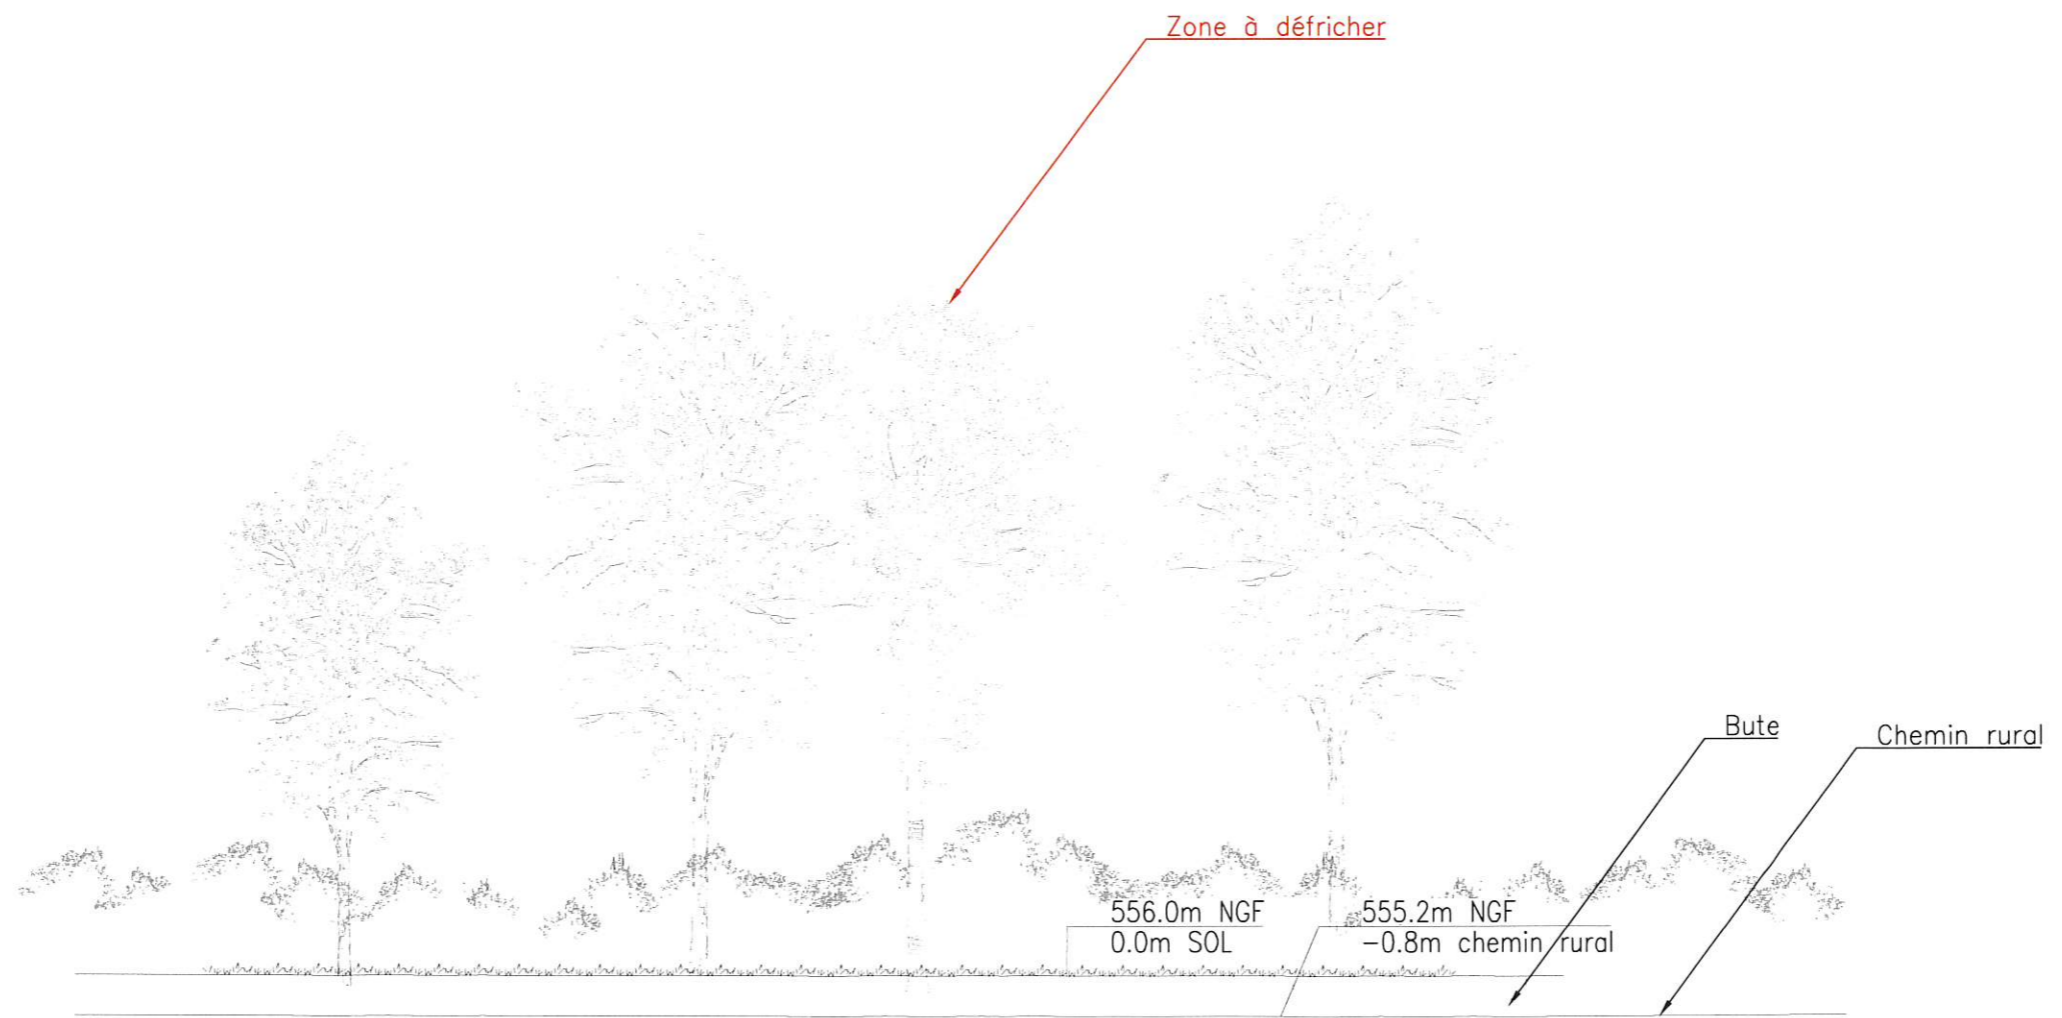 Zone à défricher
Bute
Chemin rural
556.0m NGF
0.0m SOL
555.2m NGF
-0.8m chemin rural